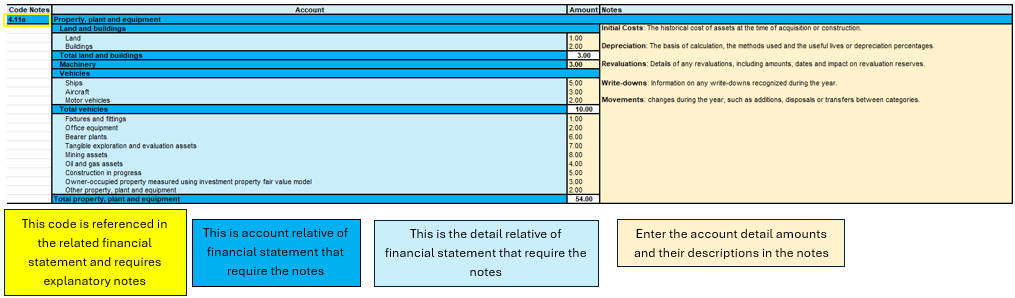 Code Notes Account Amount Notes
4.11a Property, plant and equipment
Land and buildings Initial Costs: The historical cost of assets at the time of acquisition or construction.
Land 1.00
Buildings 2.00 Depreciation: The basis of calculation, the methods used and the useful lives or depreciation percentages.
Total land and buildings 3.00
Machinery 3.00 Revaluations: Details of any revaluations, including amounts, dates and impact on revaluation reserves.
Vehicles
Ships 5.00 Write-downs: Information on any write-downs recognized during the year.
Aircraft 3.00
Motor vehicles 2.00 Movements: changes during the year, such as additions, disposals or transfers between categories.
Total vehicles 10.00
Fixtures and fittings 1.00
Office equipment 2.00
Bearer plants 6.00
Tangible exploration and evaluation assets 7.00
Mining assets 8.00
Oil and gas assets 4.00
Construction in progress 5.00
Owner-occupied property measured using investment property fair value model 3.00
Other property, plant and equipment 2.00
Total property, plant and equipment 54.00
This code is referenced in
the related financial
statement and requires
explanatory notes
This is account relative of
financial statement that
require the notes
This is the detail relative of
financial statement that require the
notes
Enter the account detail amounts
and their descriptions in the notes